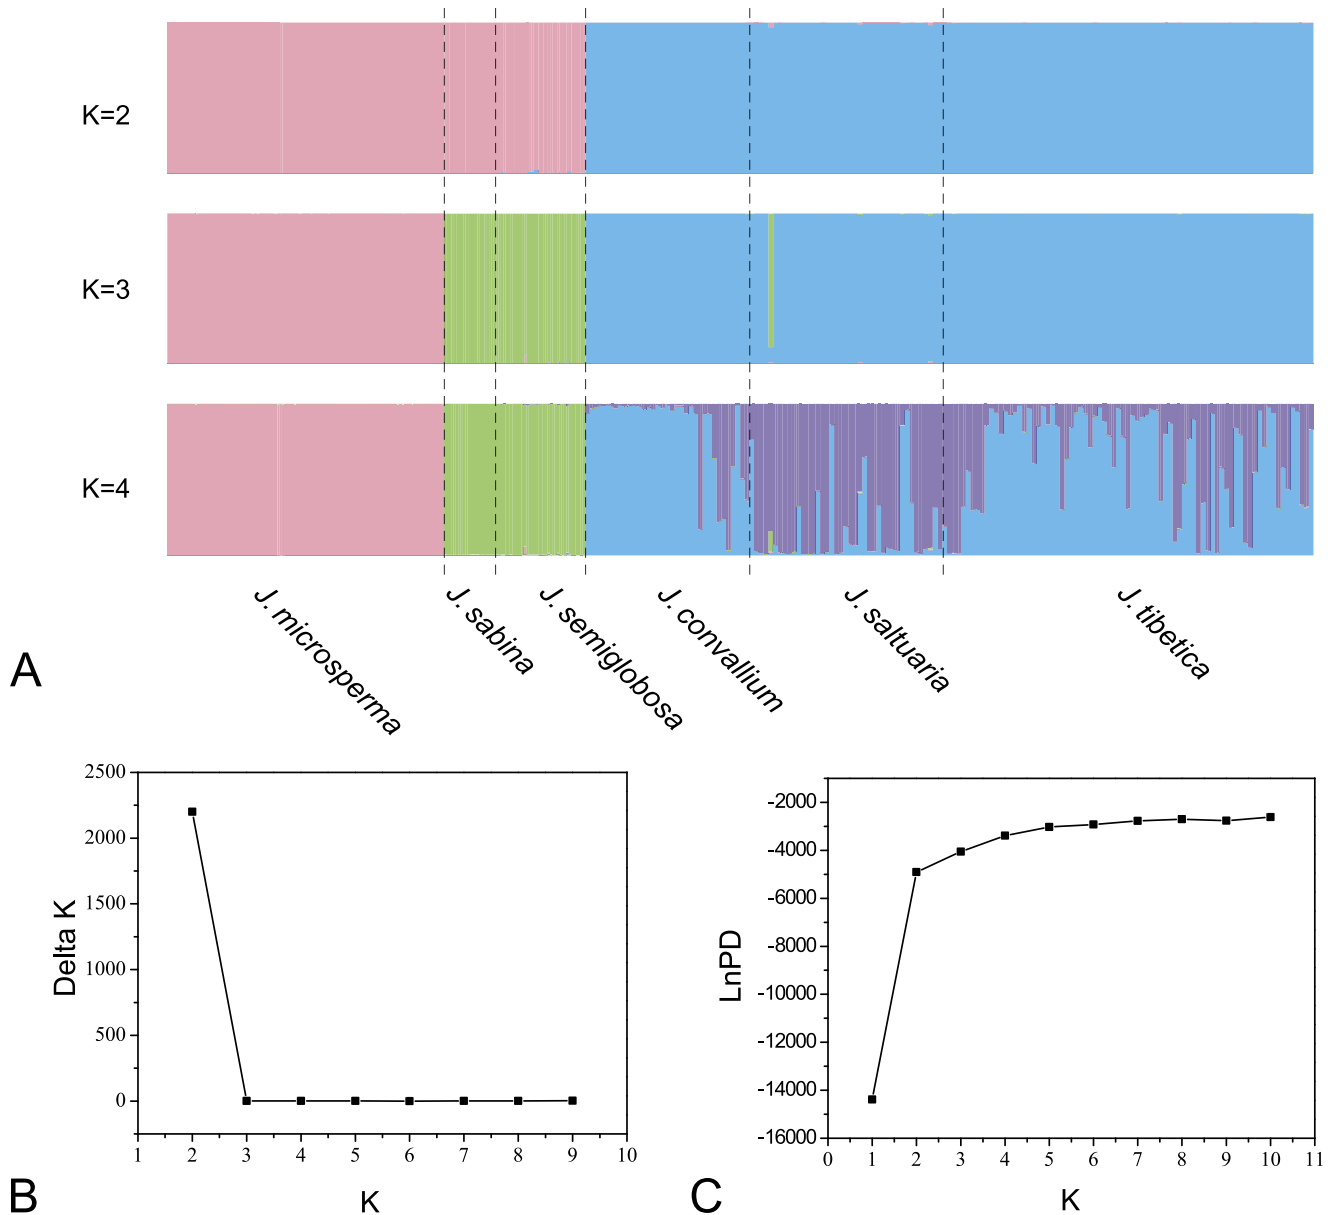 K=2
K=3
K=4
J. microsperma
J. sabina
J. semiglobosa
J. convallium
J. saltuaria
J. tibetica
A
2500
2000
1500
1000
500
0
Delta K
1 2 3 4 5 6 7 8 9 10
K
B
-2000
-4000
-6000
-8000
-10000
-12000
-14000
-16000
LnPD
0 1 2 3 4 5 6 7 8 9 10 11
K
C